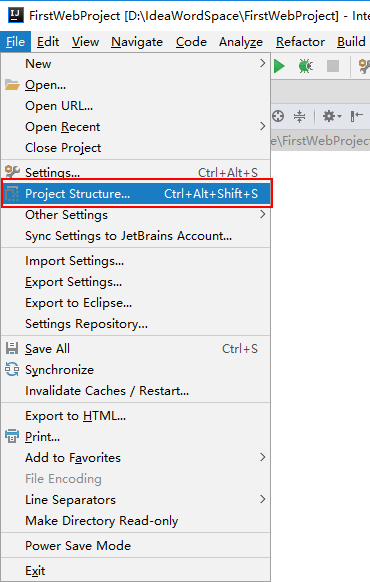 IJ FirstWebProject [D:\IdeaWordSpace\FirstWebProject] - Inte
File Edit View Navigate Code Analyze Refactor Build
New
Open...
Open URL...
Open Recent
Close Project
e\FirstWebProject
Settings... Ctrl+Alt+S
Project Structure... Ctrl+Alt+Shift+S
Other Settings
Sync Settings to JetBrains Account...
Import Settings...
Export Settings...
Export to Eclipse...
Settings Repository...
Save All Ctrl+S
Synchronize
Invalidate Caches / Restart...
Export to HTML...
Print...
Add to Favorites
File Encoding
Line Separators
Make Directory Read-only
Power Save Mode
Exit